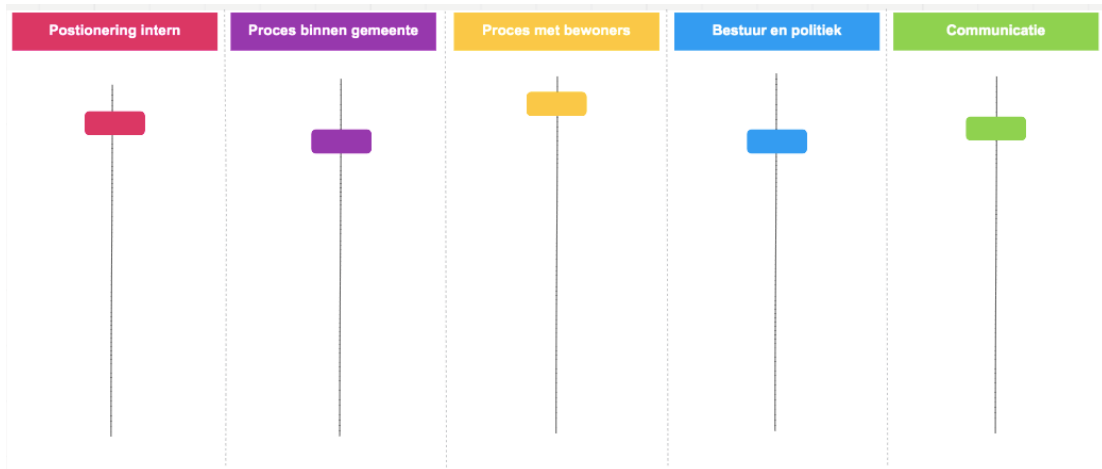 Postionering intern
Proces binnen gemeente
Proces met bewoners
Bestuur en politiek
Communicatie